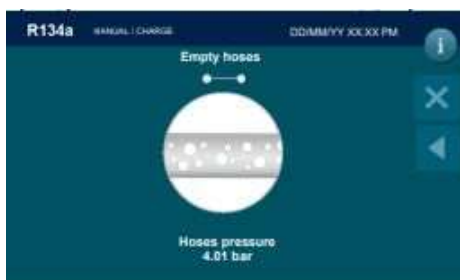 R134a MANUAL | CHARGE DD/MM/YY XX:XX PM
i
Empty hoses
Hoses pressure
4.01 bar